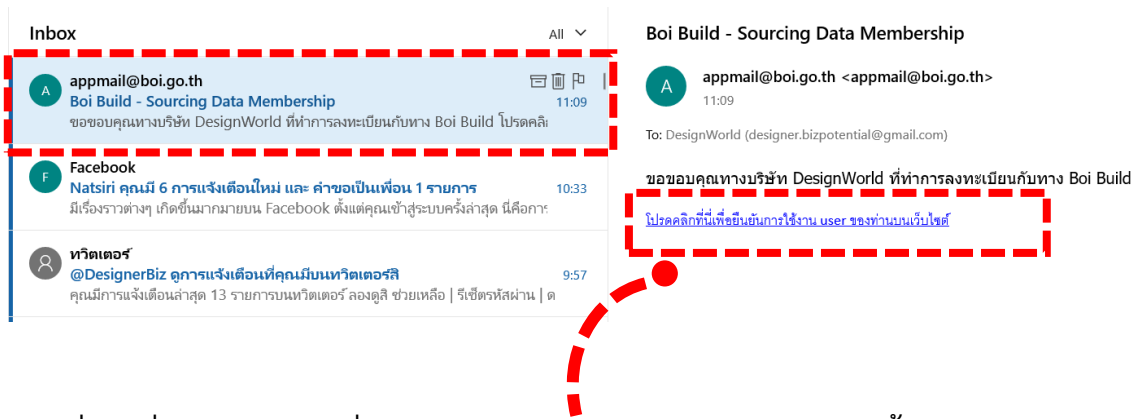 Inbox
All
A
appmail@boi.go.th
Boi Build - Sourcing Data Membership
11:09
ขอขอบคุณทางบริษัท DesignWorld ที่ทำการลงทะเบียนกับทาง Boi Build โปรดคลิก
F
Facebook
Natsiri คุณมี 6 การแจ้งเตือนใหม่ และ คำขอเป็นเพื่อน 1 รายการ
10:33
มีเรื่องราวต่างๆ เกิดขึ้นมากมายบน Facebook ตั้งแต่คุณเข้าสู่ระบบครั้งล่าสุด นี่คือการ
ทวิตเตอร์
@DesignerBiz ดูการแจ้งเตือนที่คุณมีบนทวิตเตอร์สิ
9:57
คุณมีการแจ้งเตือนล่าสุด 13 รายการบนทวิตเตอร์ ลองดูสิ ช่วยเหลือ | รีเซ็ตรหัสผ่าน | ด
Boi Build - Sourcing Data Membership
A
appmail@boi.go.th <appmail@boi.go.th>
11:09
To: DesignWorld (designer.bizpotential@gmail.com)
ขอขอบคุณทางบริษัท DesignWorld ที่ทำการลงทะเบียนกับทาง Boi Build
โปรดคลิกที่นี่เพื่อยืนยันการใช้งาน user ของท่านบนเว็บไซต์